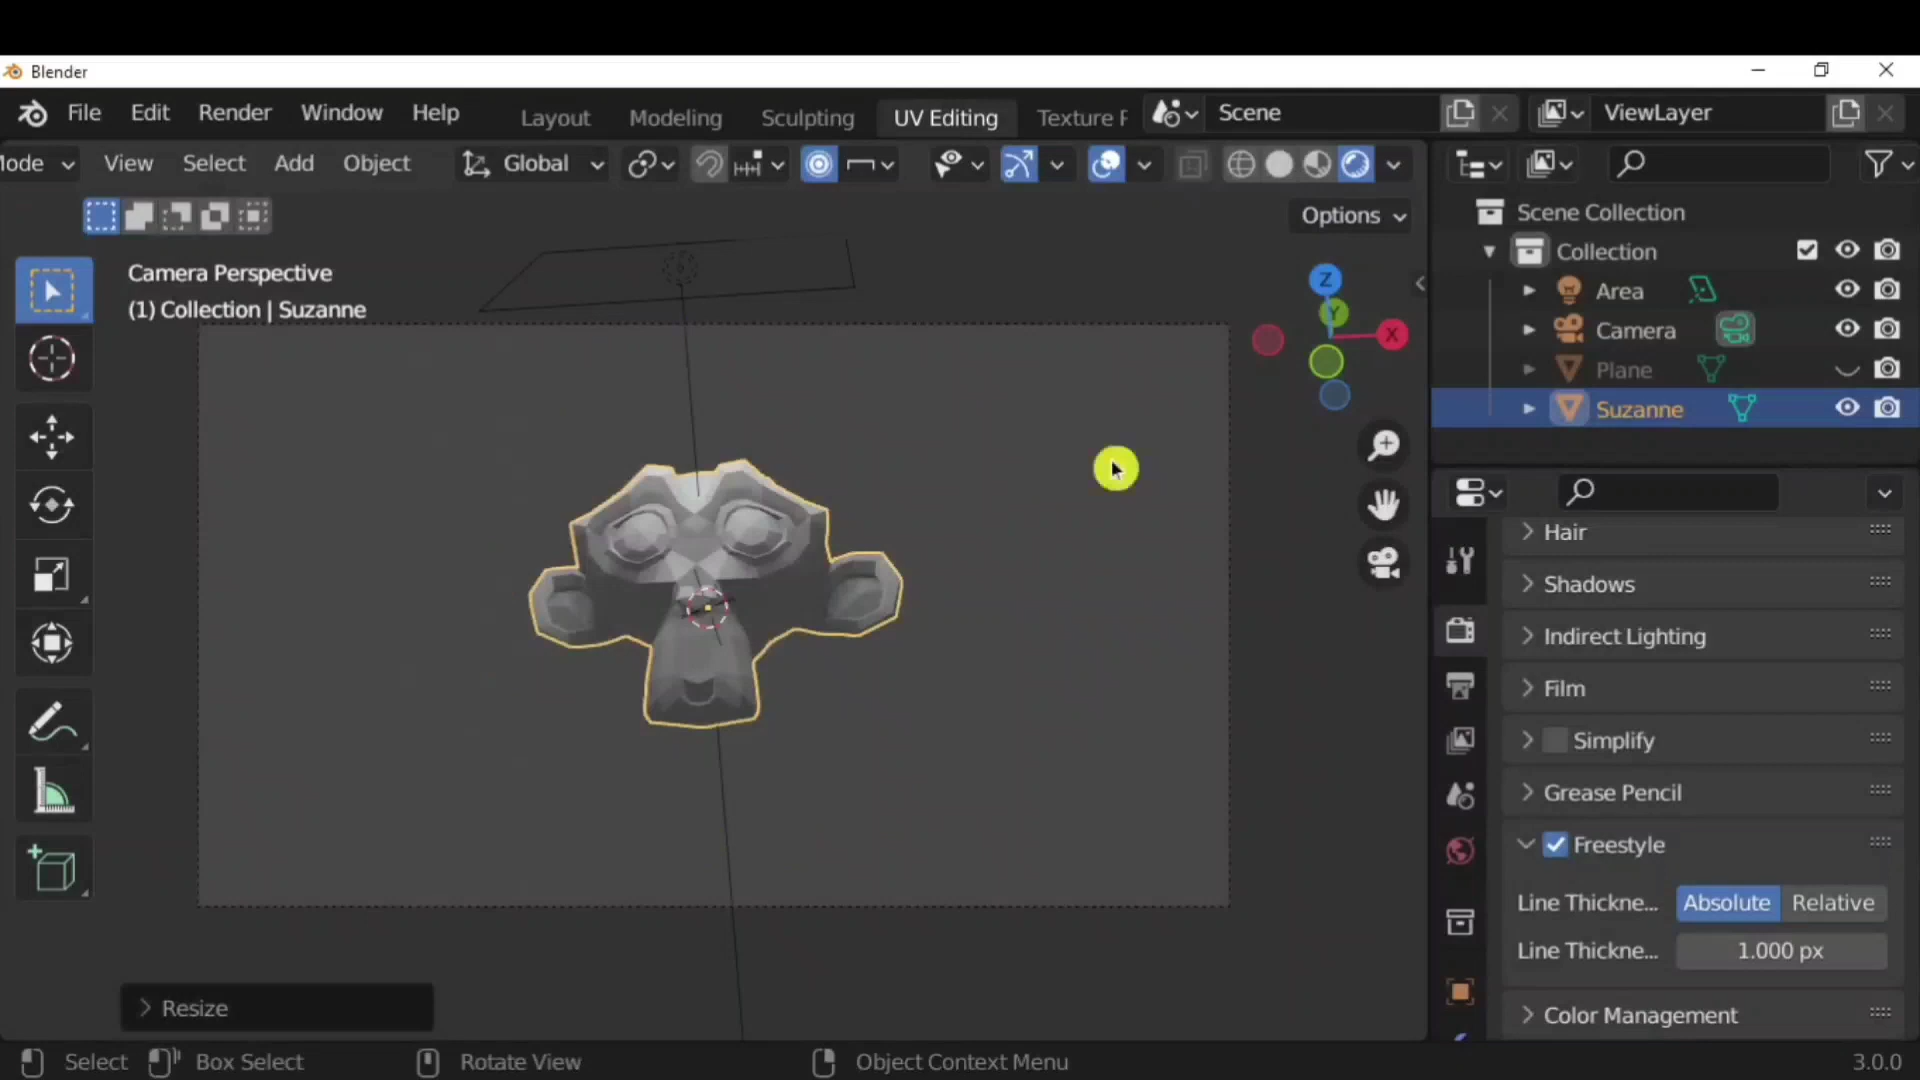 Blender
File Edit Render Window Help Layout Modeling Sculpting UV Editing Texture Scene ViewLayer
Mode View Select Add Object Global
Options
Camera Perspective
(1) Collection | Suzanne
Z
Y
X
Scene Collection
Collection
Area
Camera
Plane
Suzanne
Hair
Shadows
Indirect Lighting
Film
Simplify
Grease Pencil
Freestyle
Line Thickne... Absolute Relative
Line Thickne... 1.000 px
Color Management
Resize
Select Box Select Rotate View Object Context Menu 3.0.0